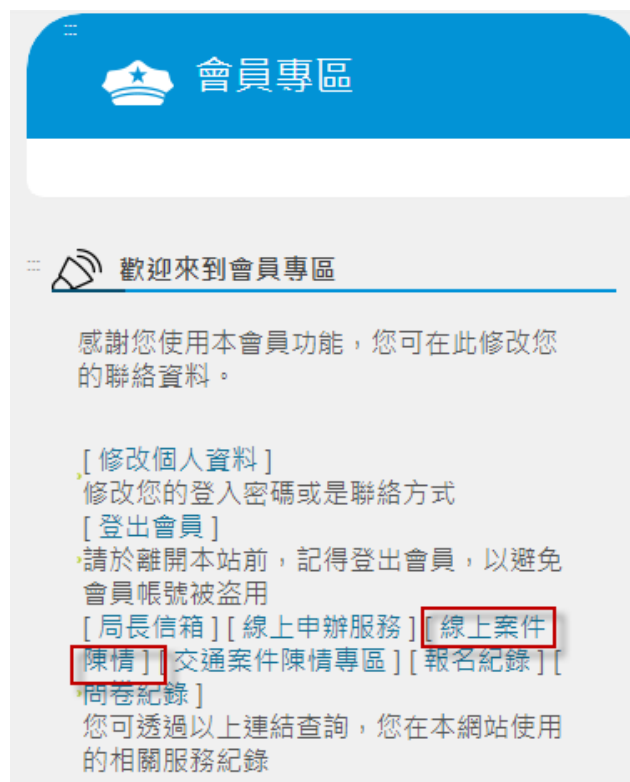 會員專區
歡迎來到會員專區
感謝您使用本會員功能，您可在此修改您
的聯絡資料。
[ 修改個人資料 ]
修改您的登入密碼或是聯絡方式
[ 登出會員 ]
請於離開本站前，記得登出會員，以避免
會員帳號被盜用
[ 局長信箱 ] [ 線上申辦服務 ] [ 線上案件
陳情 ] [ 交通案件陳情專區 ] [ 報名紀錄 ] [
問卷紀錄 ]
您可透過以上連結查詢，您在本網站使用
的相關服務紀錄